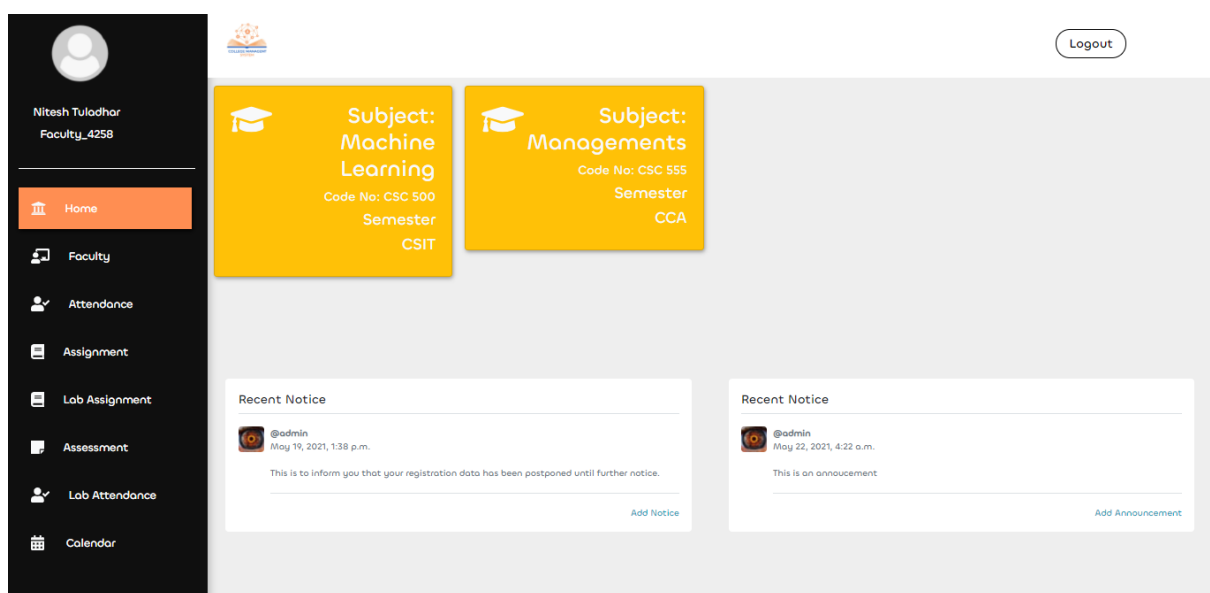 Nitesh Tuladhar
Faculty_4258
Home
Faculty
Attendance
Assignment
Lab Assignment
Assessment
Lab Attendance
Calendar
Logout
Subject:
Machine
Learning
Code No: CSC 500
Semester
CSIT
Subject:
Managements
Code No: CSC 555
Semester
CCA
Recent Notice
@admin
May 19, 2021, 1:38 p.m.
This is to inform you that your registration data has been postponed until further notice.
Add Notice
Recent Notice
@admin
May 22, 2021, 4:22 a.m.
This is an annoucement
Add Announcement